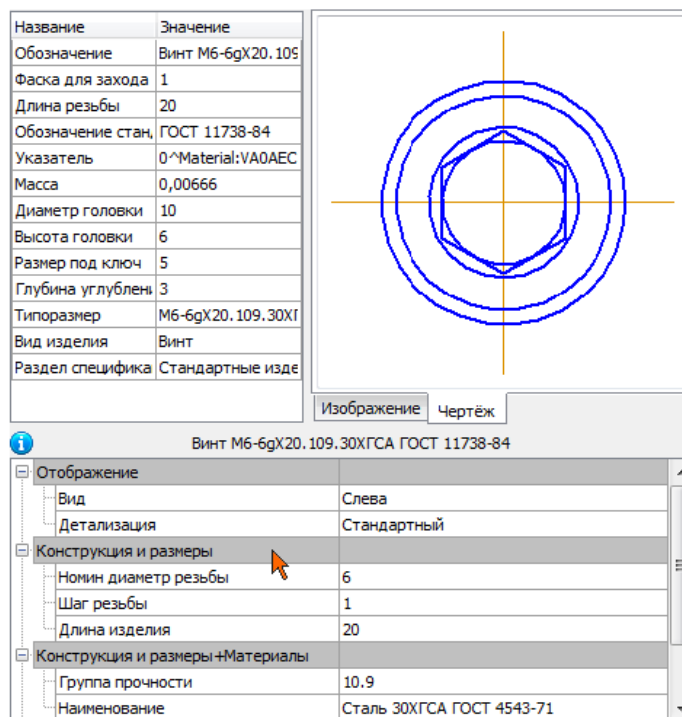 Название Значение
Обозначение Винт М6-6gХ20.109
Фаска для захода 1
Длина резьбы 20
Обозначение стан, ГОСТ 11738-84
Указатель 0^Material:VA0AEC
Масса 0,00666
Диаметр головки 10
Высота головки 6
Размер под ключ 5
Глубина углублени 3
Типоразмер М6-6gХ20.109.30ХГ
Вид изделия Винт
Раздел специфика Стандартные изде
Изображение Чертёж
Винт М6-6gХ20.109.30ХГСА ГОСТ 11738-84
Отображение
Вид Слева
Детализация Стандартный
Конструкция и размеры
Номин диаметр резьбы 6
Шаг резьбы 1
Длина изделия 20
Конструкция и размеры+Материалы
Группа прочности 10.9
Наименование Сталь 30ХГСА ГОСТ 4543-71